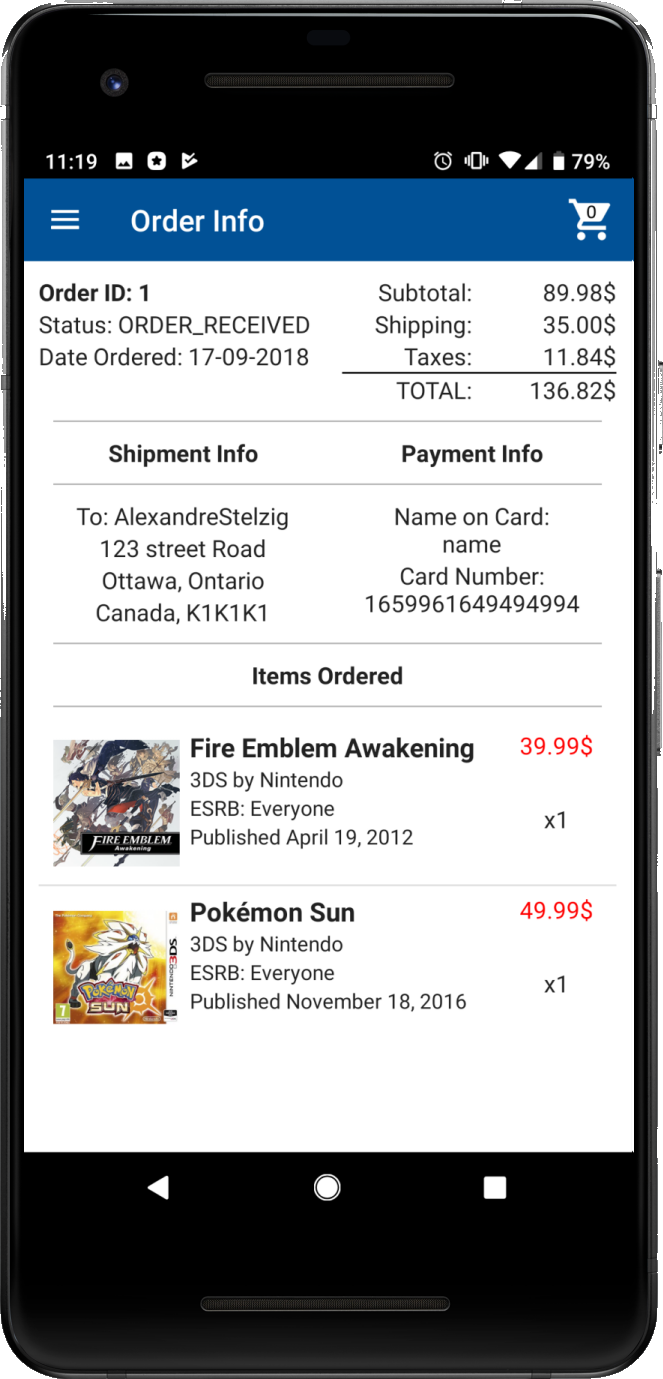 11:19
79%
Order Info
0
Order ID: 1
Status: ORDER_RECEIVED
Date Ordered: 17-09-2018
Subtotal: 89.98$
Shipping: 35.00$
Taxes: 11.84$
TOTAL: 136.82$
Shipment Info
To: AlexandreStelzig
123 street Road
Ottawa, Ontario
Canada, K1K1K1
Payment Info
Name on Card:
name
Card Number:
1659961649494994
Items Ordered
FIRE EMBLEM
Awakening
Fire Emblem Awakening
39.99$
3DS by Nintendo
ESRB: Everyone
Published April 19, 2012
x1
NINTENDO 3DS
POKéMON
SUN
7
Pokémon Sun
49.99$
3DS by Nintendo
ESRB: Everyone
Published November 18, 2016
x1